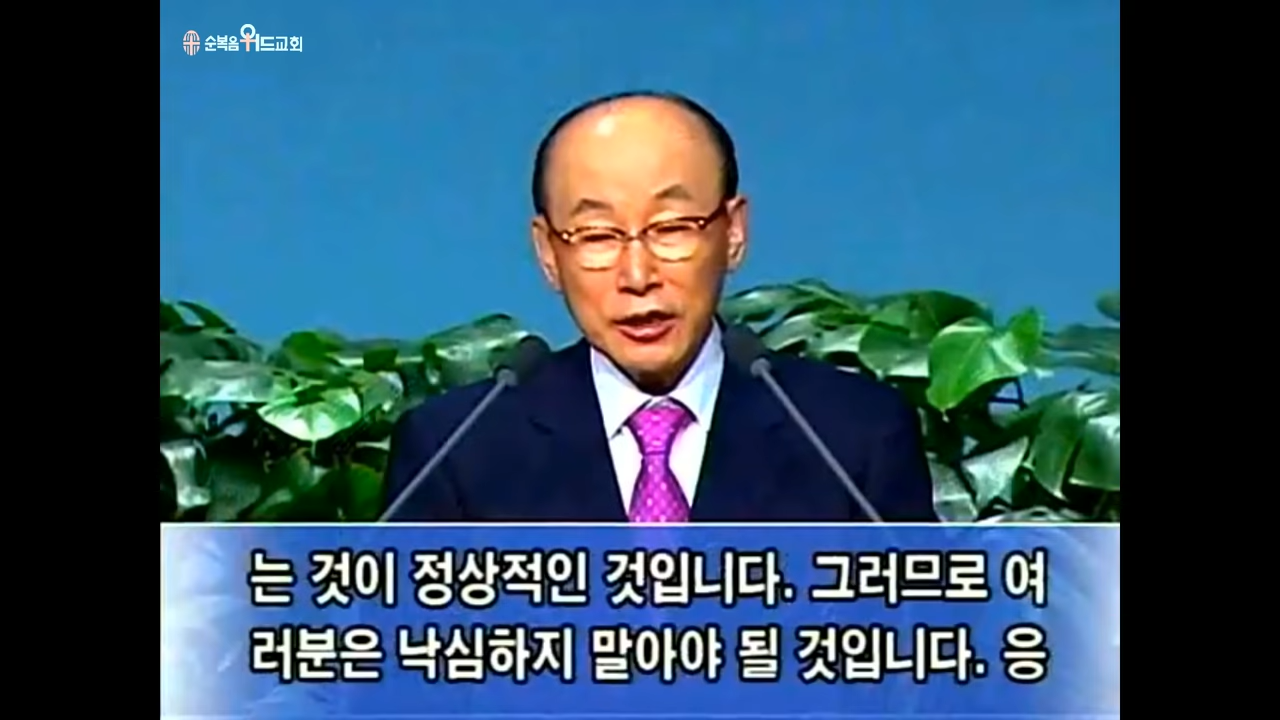 순복음위드교회
는 것이 정상적인 것입니다. 그러므로 여
러분은 낙심하지 말아야 될 것입니다. 응